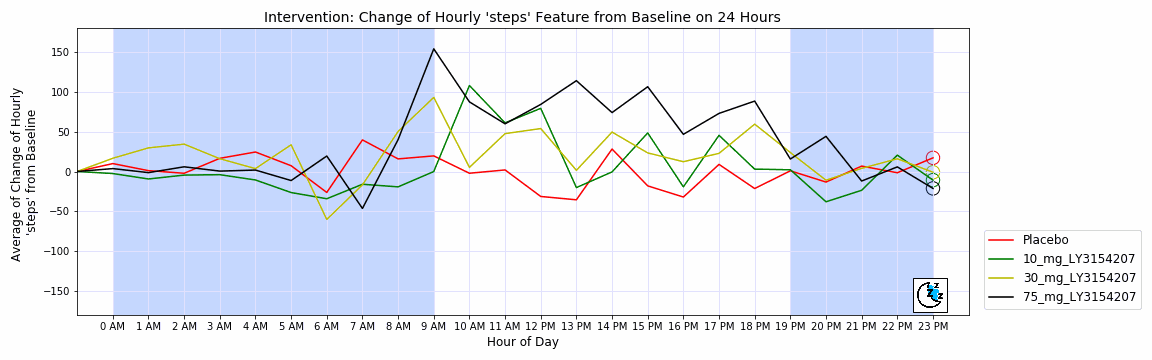 Intervention: Change of Hourly 'steps' Feature from Baseline on 24 Hours
Average of Change of Hourly
'steps' from Baseline
150
100
50
0
−50
−100
−150
0 AM 1 AM 2 AM 3 AM 4 AM 5 AM 6 AM 7 AM 8 AM 9 AM 10 AM 11 AM 12 PM 13 PM 14 PM 15 PM 16 PM 17 PM 18 PM 19 PM 20 PM 21 PM 22 PM 23 PM
Hour of Day
z z z
Placebo
10_mg_LY3154207
30_mg_LY3154207
75_mg_LY3154207